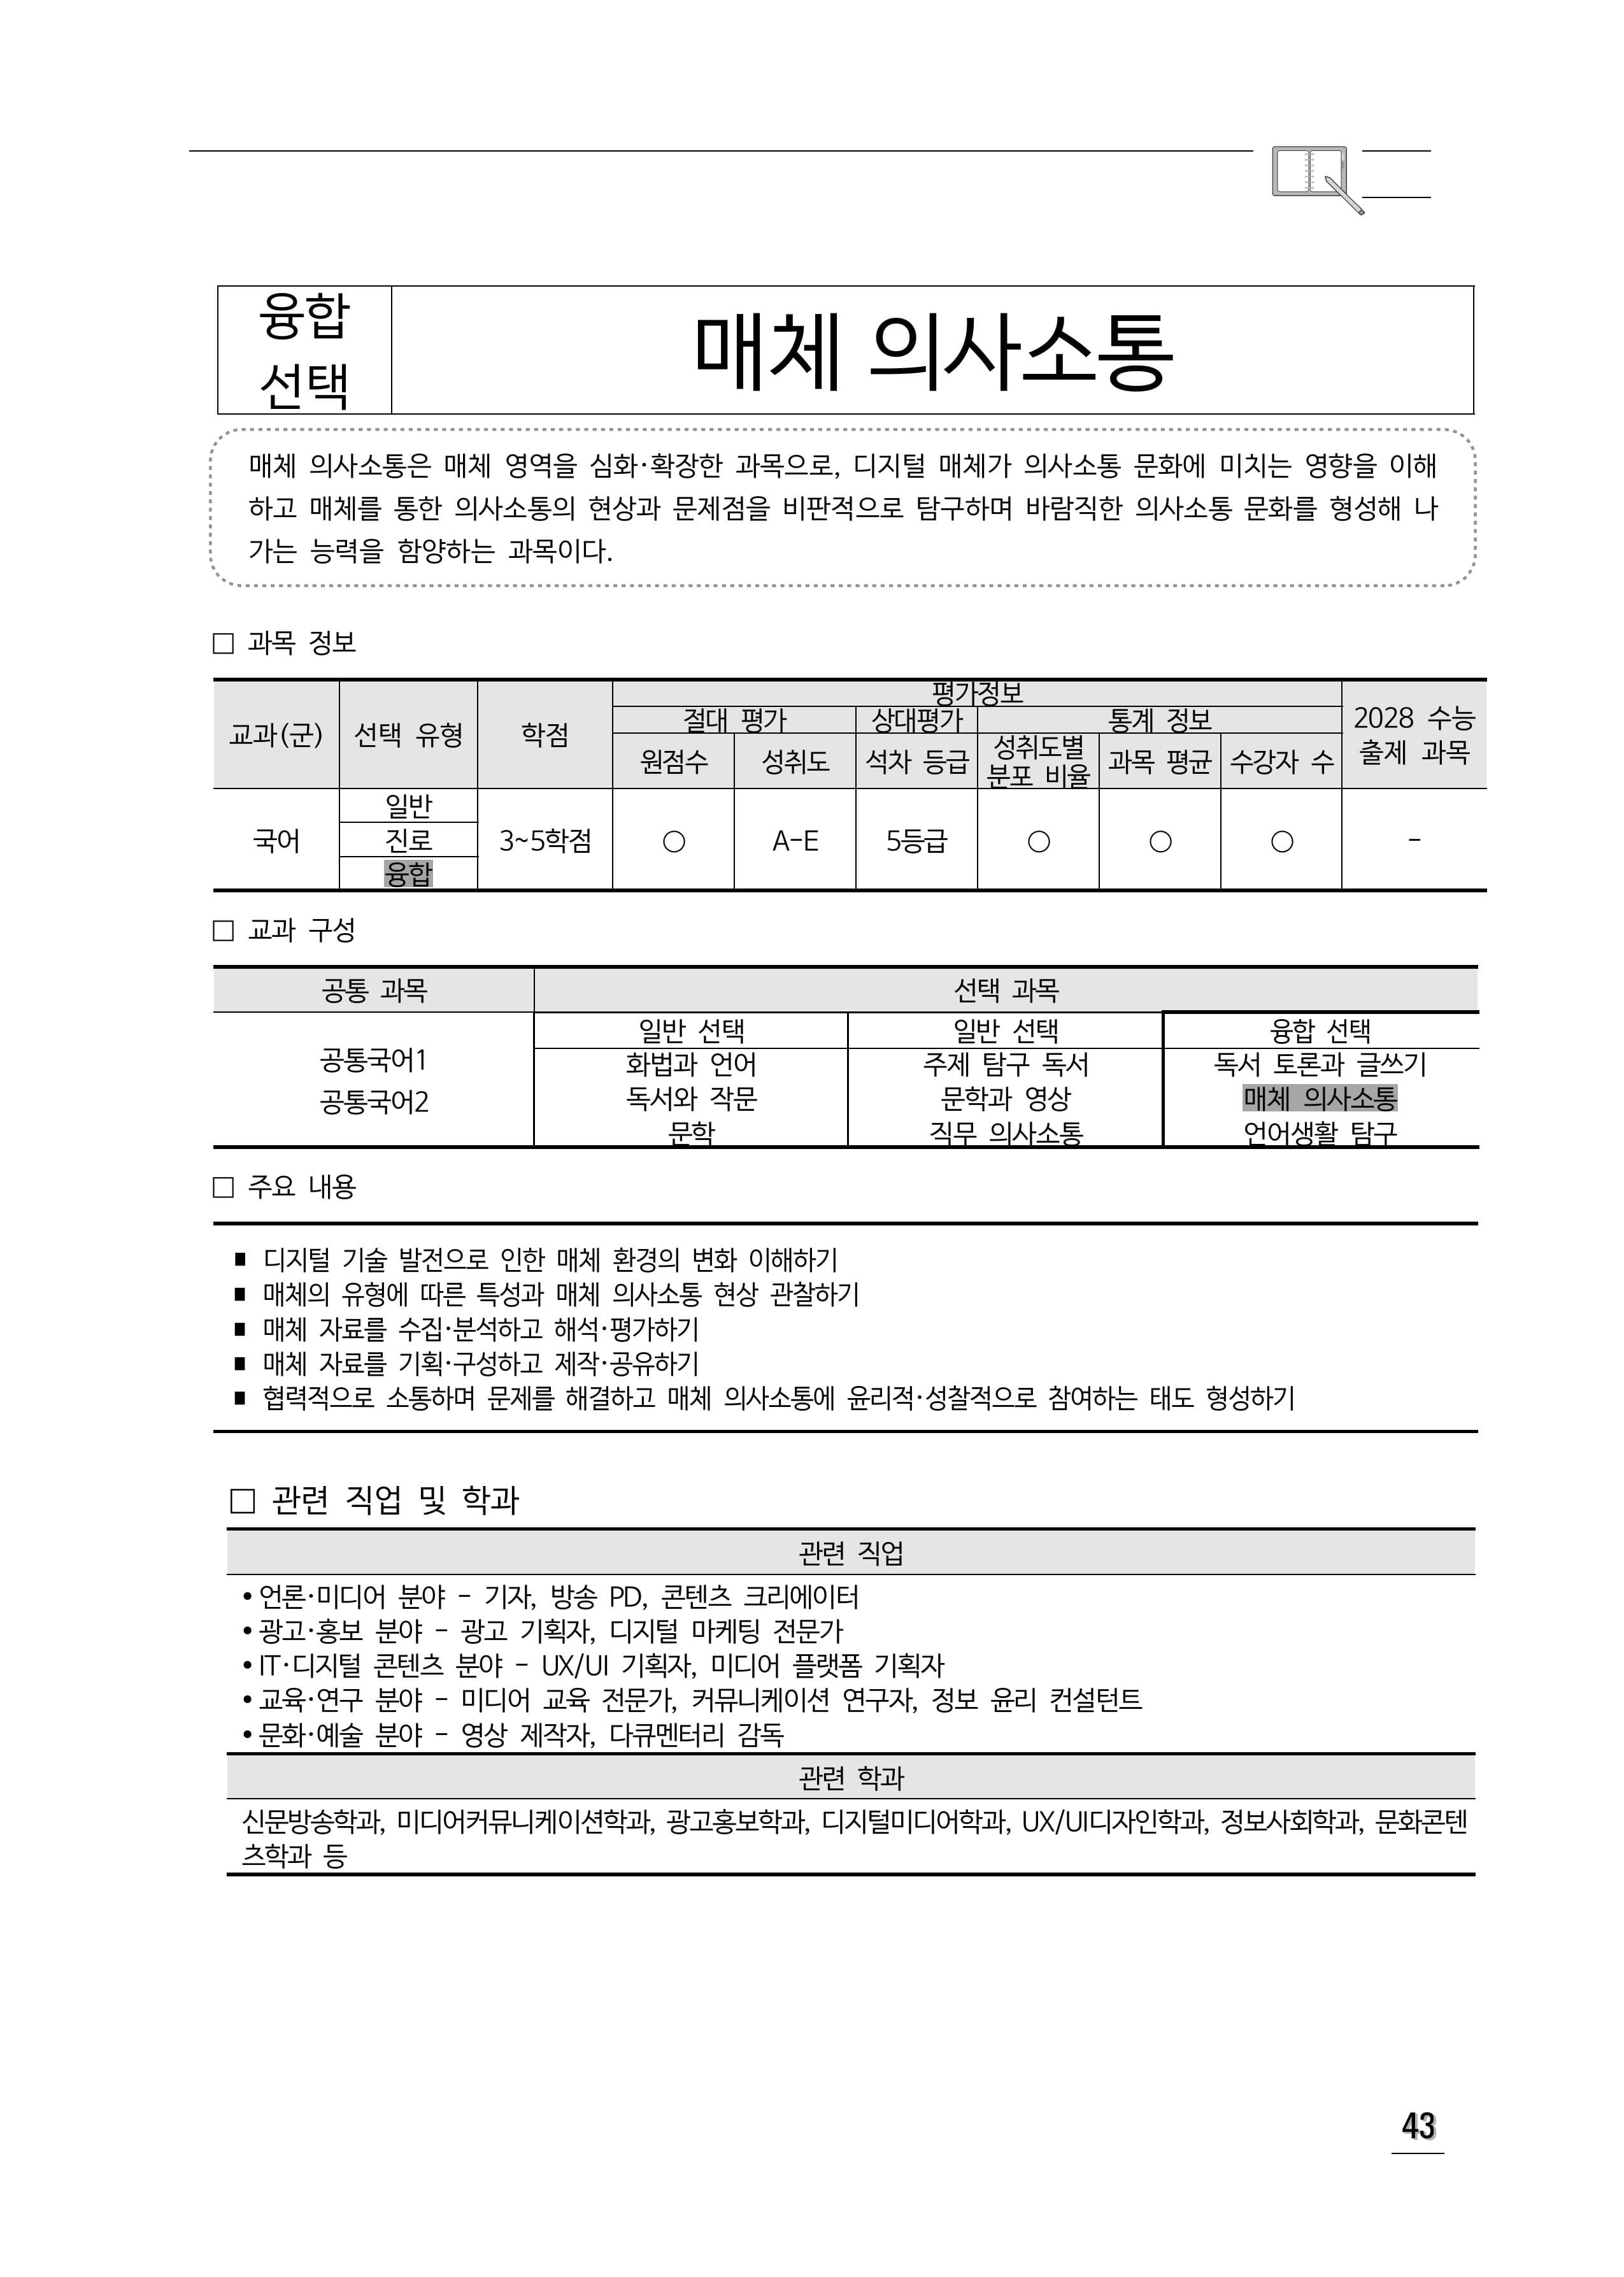 융합
선택
매체 의사소통
매체 의사소통은 매체 영역을 심화·확장한 과목으로, 디지털 매체가 의사소통 문화에 미치는 영향을 이해
하고 매체를 통한 의사소통의 현상과 문제점을 비판적으로 탐구하며 바람직한 의사소통 문화를 형성해 나
가는 능력을 함양하는 과목이다.
□ 과목 정보
교과(군) 선택 유형 학점 평가정보 2028 수능
출제 과목
절대 평가 상대평가 통계 정보
원점수 성취도 석차 등급 성취도별
분포 비율 과목 평균 수강자 수
국어 일반 3~5학점 ○ A-E 5등급 ○ ○ ○ -
진로
융합
□ 교과 구성
공통 과목 선택 과목
공통국어1
공통국어2
일반 선택 일반 선택 융합 선택
화법과 언어 주제 탐구 독서 독서 토론과 글쓰기
독서와 작문 문학과 영상 매체 의사소통
문학 직무 의사소통 언어생활 탐구
□ 주요 내용
■ 디지털 기술 발전으로 인한 매체 환경의 변화 이해하기
■ 매체의 유형에 따른 특성과 매체 의사소통 현상 관찰하기
■ 매체 자료를 수집·분석하고 해석·평가하기
■ 매체 자료를 기획·구성하고 제작·공유하기
■ 협력적으로 소통하며 문제를 해결하고 매체 의사소통에 윤리적·성찰적으로 참여하는 태도 형성하기
□ 관련 직업 및 학과
관련 직업
•언론·미디어 분야 - 기자, 방송 PD, 콘텐츠 크리에이터
•광고·홍보 분야 - 광고 기획자, 디지털 마케팅 전문가
•IT·디지털 콘텐츠 분야 - UX/UI 기획자, 미디어 플랫폼 기획자
•교육·연구 분야 - 미디어 교육 전문가, 커뮤니케이션 연구자, 정보 윤리 컨설턴트
•문화·예술 분야 - 영상 제작자, 다큐멘터리 감독
관련 학과
신문방송학과, 미디어커뮤니케이션학과, 광고홍보학과, 디지털미디어학과, UX/UI디자인학과, 정보사회학과, 문화콘텐
츠학과 등
43